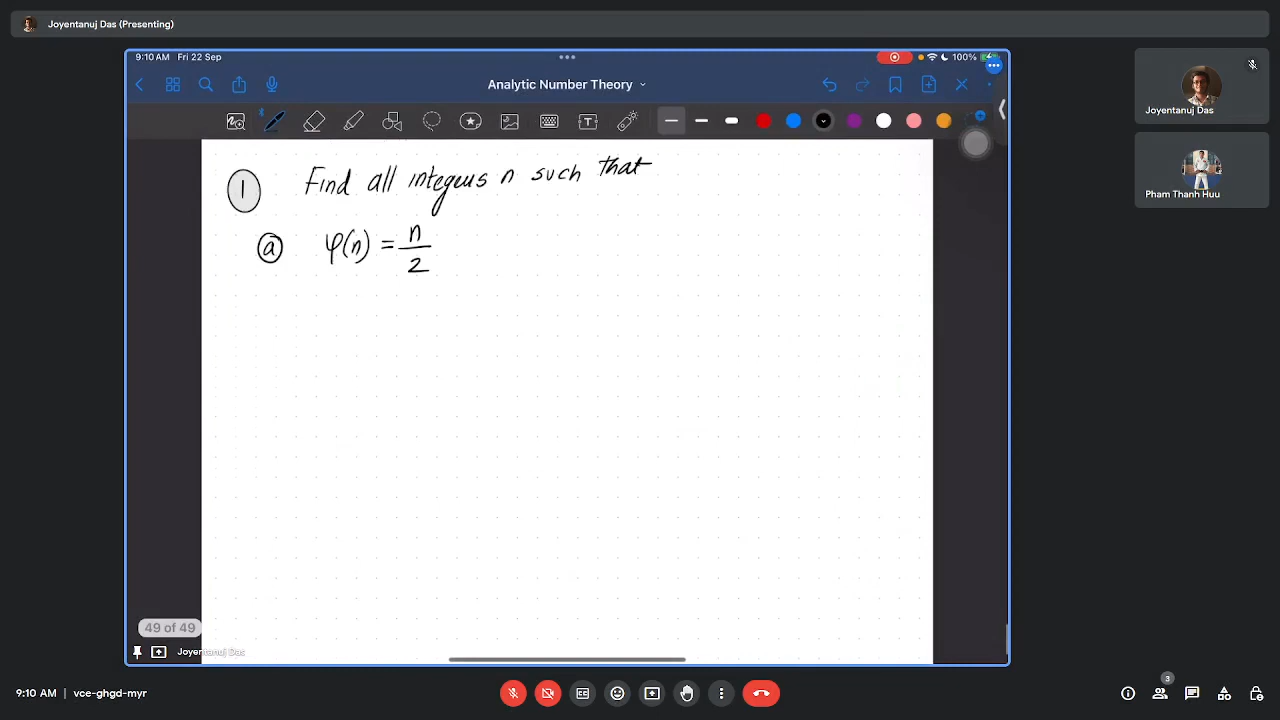 Joyentanuj Das (Presenting)
9:10 AM Fri 22 Sep
100%
Analytic Number Theory
Joyentanuj Das
Pham Thanh Huu
1 Find all integers n such that
a φ(n) = n/2
49 of 49
Joyentanuj Das
9:10 AM | vce-ghgd-myr
3